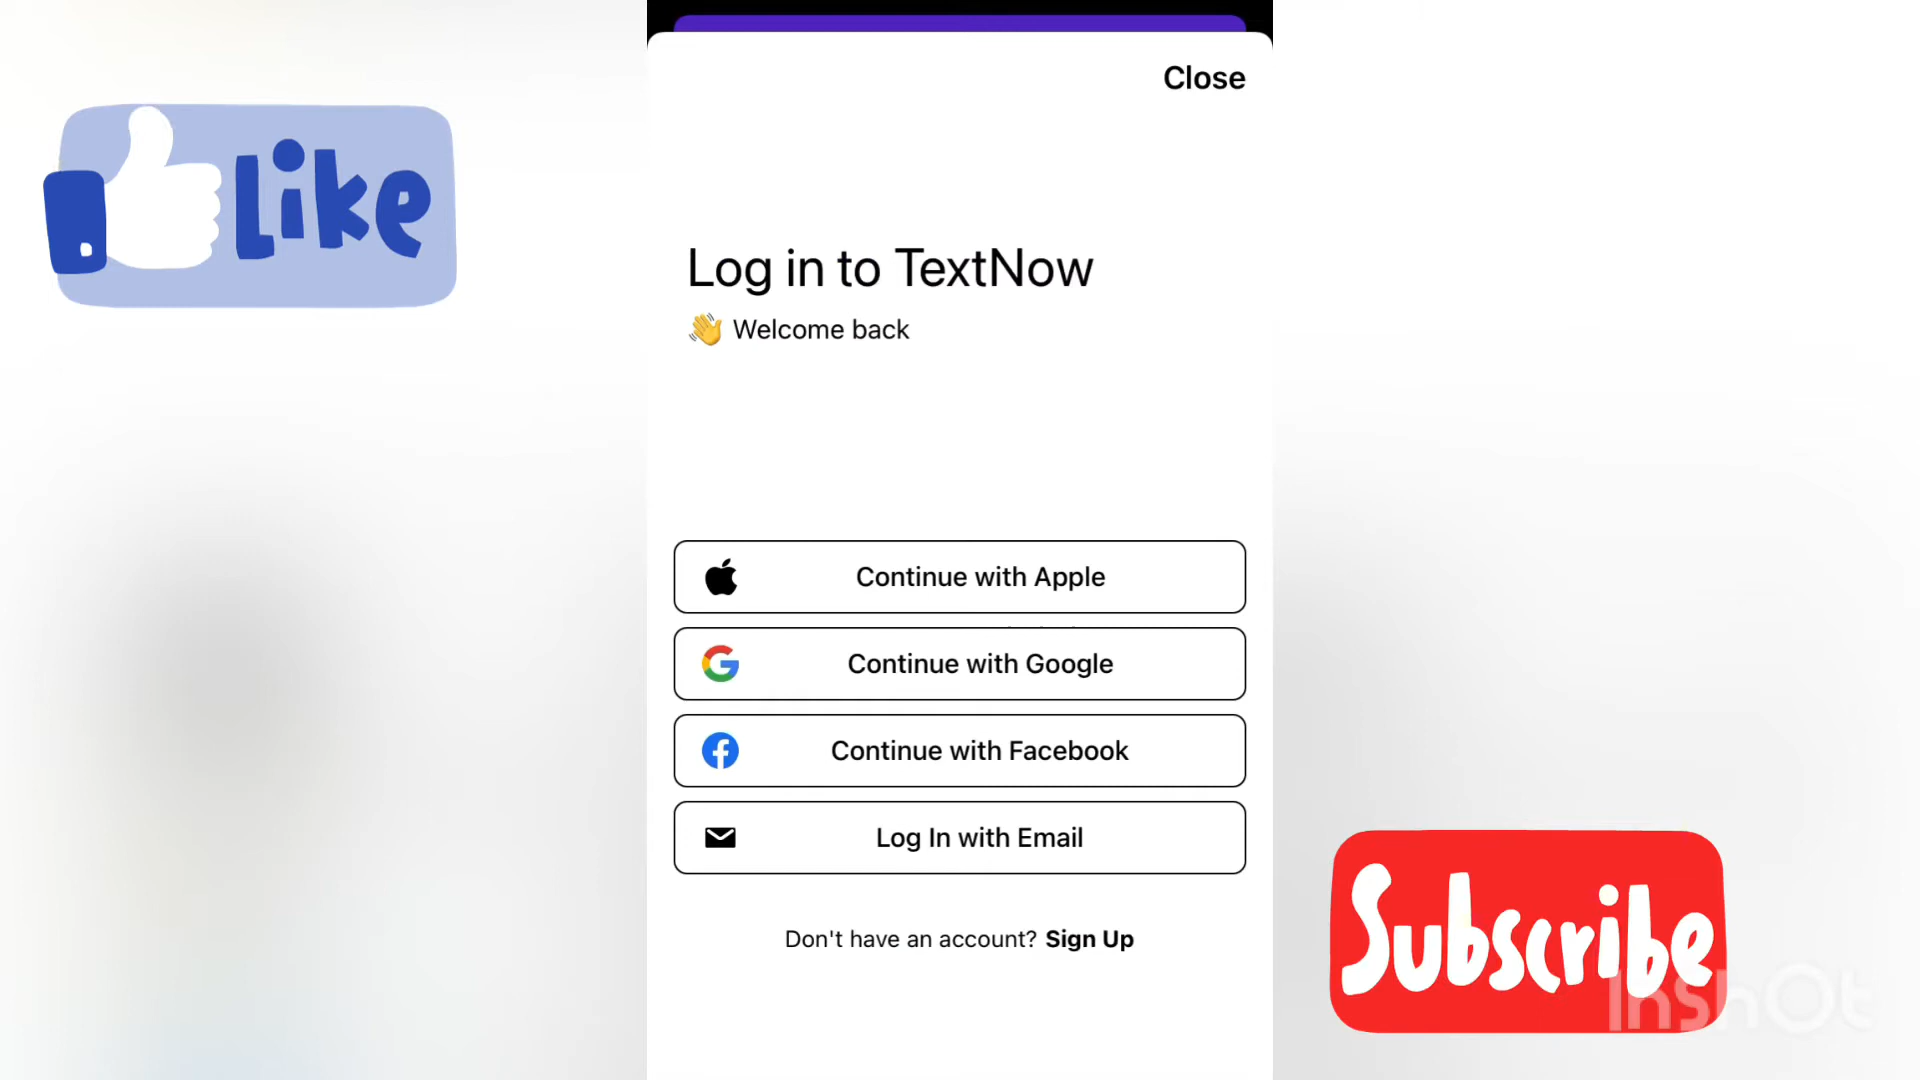 Like
Close
Log in to TextNow
👋 Welcome back
Continue with Apple
Continue with Google
Continue with Facebook
Log In with Email
Don't have an account? Sign Up
Subscribe
InShOt